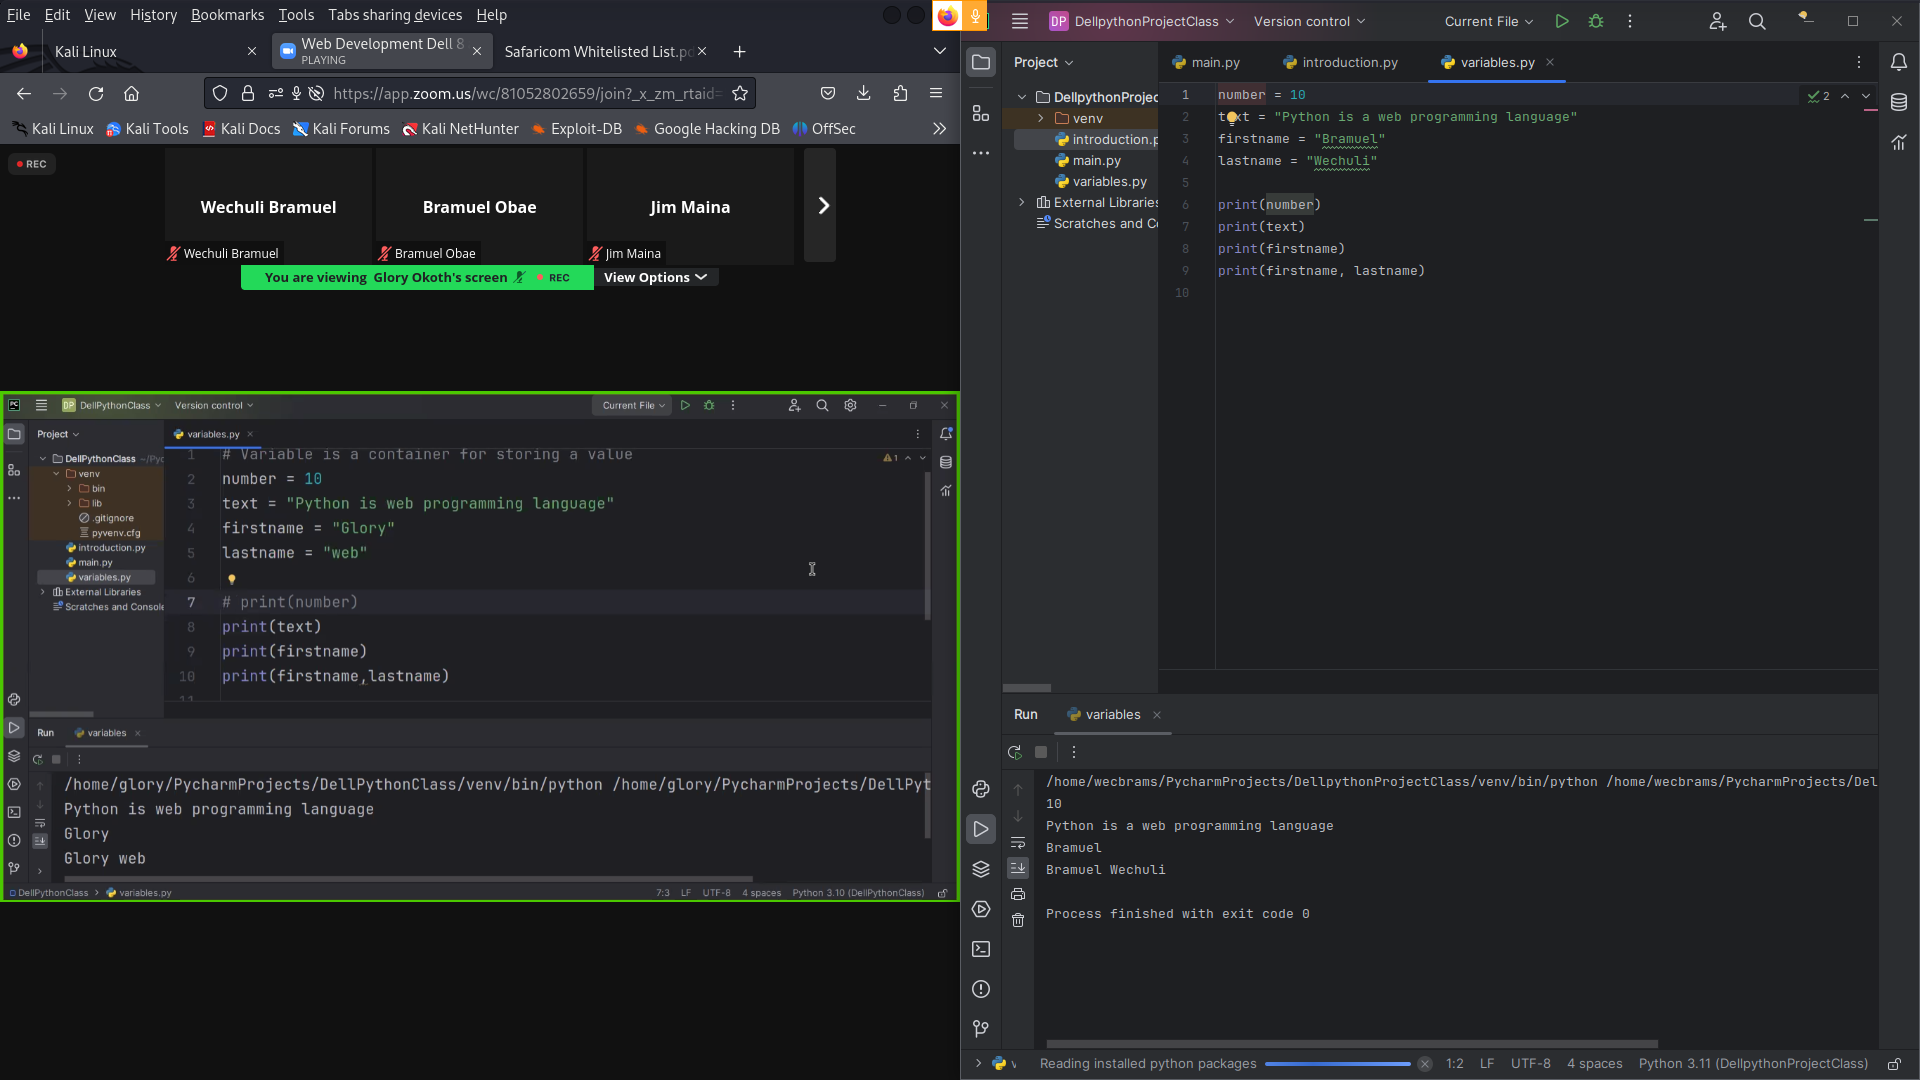 File Edit View History Bookmarks Tools Tabs sharing devices Help
Kali Linux
Web Development Dell 8
PLAYING
Safaricom Whitelisted List.pd
https://app.zoom.us/wc/81052802659/join?_x_zm_rtaid=
Kali Linux Kali Tools Kali Docs Kali Forums Kali NetHunter Exploit-DB Google Hacking DB OffSec
REC
Wechuli Bramuel
Bramuel Obae
Jim Maina
Wechuli Bramuel
Bramuel Obae
Jim Maina
You are viewing Glory Okoth's screen REC
View Options
PC
DP DellPythonClass Version control
Current File
Project
variables.py
DellPythonClass ~/Pyc
venv
bin
lib
.gitignore
pyvenv.cfg
introduction.py
main.py
variables.py
External Libraries
Scratches and Console
1 # Variable is a container for storing a value
1
2 number = 10
3 text = "Python is web programming language"
4 firstname = "Glory"
5 lastname = "web"
6
7 # print(number)
8 print(text)
9 print(firstname)
10 print(firstname,lastname)
11
Run variables
/home/glory/PycharmProjects/DellPythonClass/venv/bin/python /home/glory/PycharmProjects/DellPyt
Python is web programming language
Glory
Glory web
DellPythonClass > variables.py
7:3 LF UTF-8 4 spaces Python 3.10 (DellPythonClass)
DP DellpythonProjectClass Version control
Current File
Project
main.py introduction.py variables.py
DellpythonProjec
venv
introduction.p
main.py
variables.py
External Libraries
Scratches and Co
1 number = 10
2
2 text = "Python is a web programming language"
3 firstname = "Bramuel"
4 lastname = "Wechuli"
5
6 print(number)
7 print(text)
8 print(firstname)
9 print(firstname, lastname)
10
Run variables
/home/wecbrams/PycharmProjects/DellpythonProjectClass/venv/bin/python /home/wecbrams/PycharmProjects/Del
10
Python is a web programming language
Bramuel
Bramuel Wechuli
Process finished with exit code 0
Reading installed python packages
1:2 LF UTF-8 4 spaces Python 3.11 (DellpythonProjectClass)